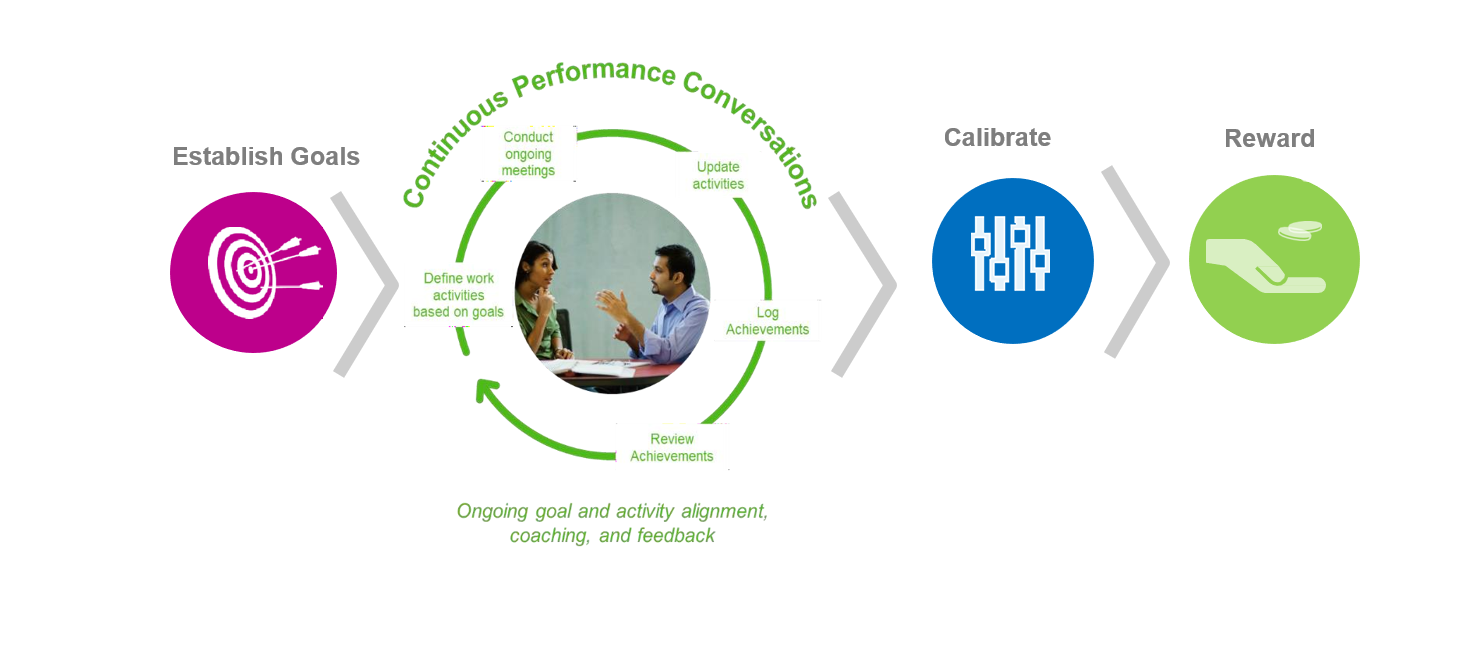 Establish Goals
Continuous Performance Conversations
Conduct
ongoing
meetings
Update
activities
Define work
activities
based on goals
Log
Achievements
Review
Achievements
Ongoing goal and activity alignment,
coaching, and feedback
Calibrate
Reward